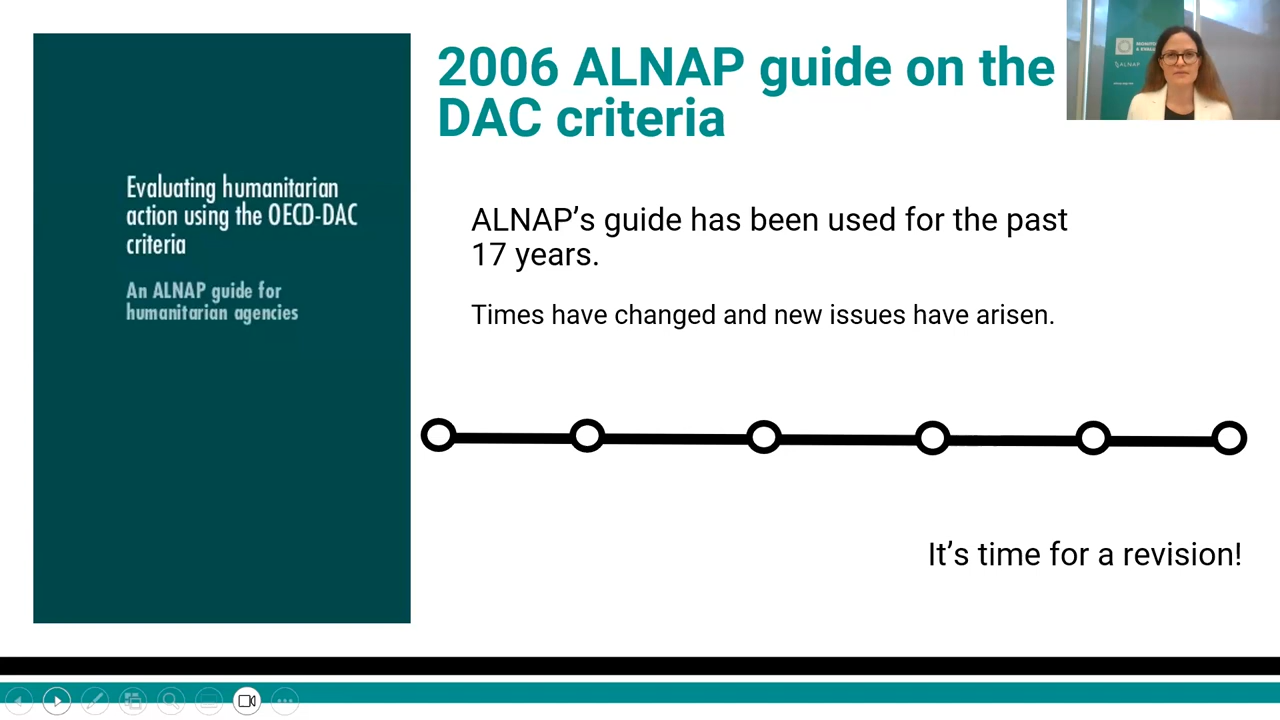 2006 ALNAP guide on the
DAC criteria
Evaluating humanitarian
action using the OECD-DAC
criteria
An ALNAP guide for
humanitarian agencies
ALNAP’s guide has been used for the past
17 years.
Times have changed and new issues have arisen.
It’s time for a revision!
ALNAP